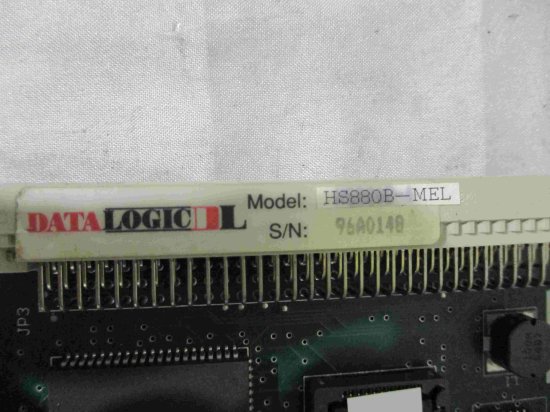 DATALOGIC
Model: HS880B-MEL
S/N: 96A0148
JP3